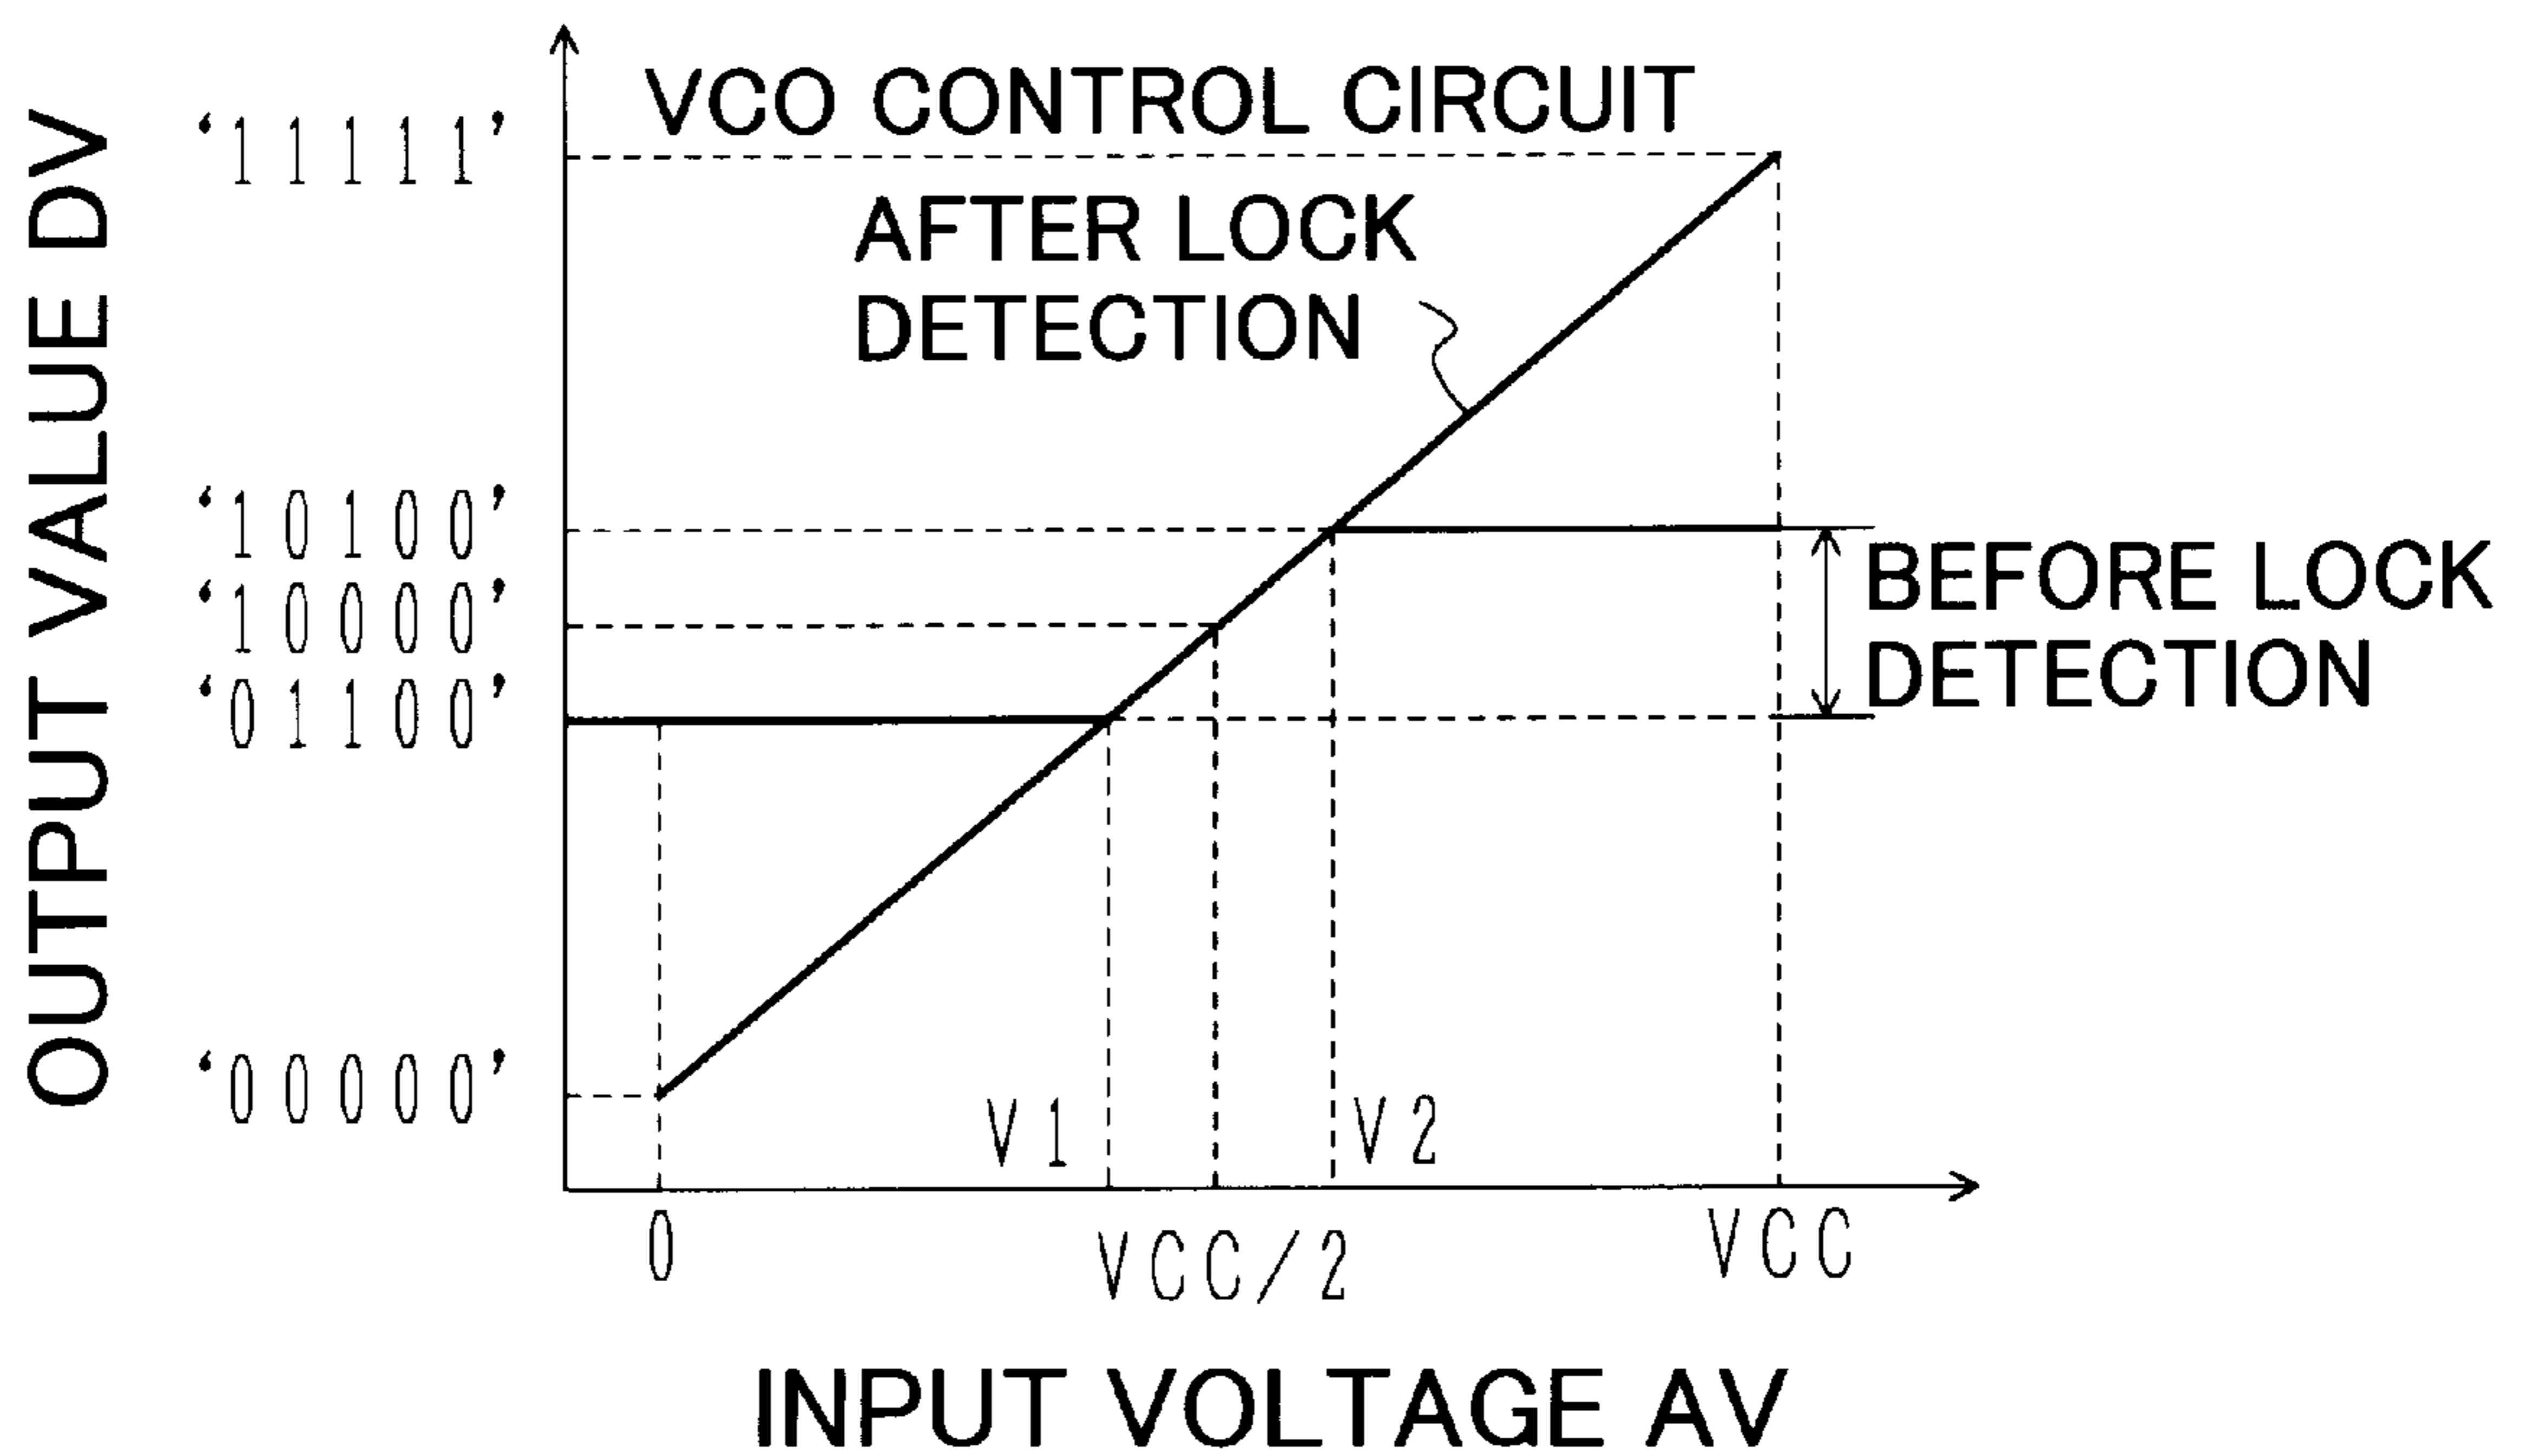 VCO CONTROL CIRCUIT
OUTPUT VALUE DV
‘11111’
‘10100’
‘10000’
‘01100’
‘00000’
AFTER LOCK
DETECTION
BEFORE LOCK
DETECTION
V1
V2
0
VCC/2
VCC
INPUT VOLTAGE AV